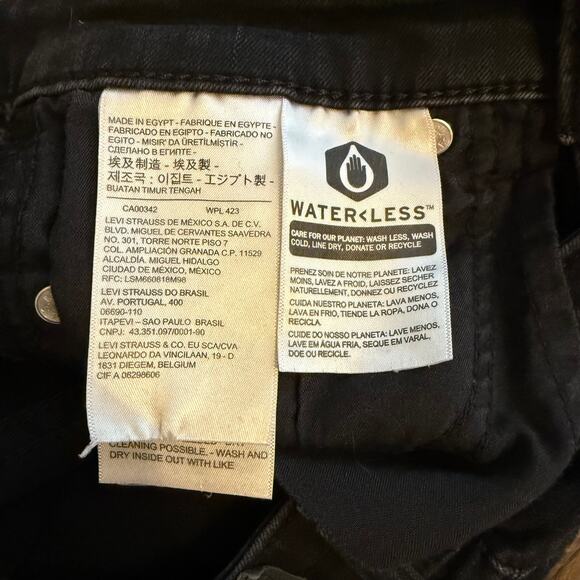 MADE IN EGYPT - FABRIQUE EN EGYPTE -
FABRICADO EN EGIPTO - FABRICADO NO
EGITO - MISIR' DA ÜRETİLMİŞTİR -
СДЕЛАНО В ЕГИПТЕ -
埃及制造 - 埃及製 -
제조국 : 이집트 - エジプト製 -
BUATAN TIMUR TENGAH
CA00342 WPL 423
LEVI STRAUSS DE MÉXICO S.A. DE C.V.
BLVD. MIGUEL DE CERVANTES SAAVEDRA
NO. 301, TORRE NORTE PISO 7
COL. AMPLIACIÓN GRANADA C.P. 11529
ALCALDÍA. MIGUEL HIDALGO
CIUDAD DE MÉXICO, MÉXICO
RFC: LSM660618M98
LEVI STRAUSS DO BRASIL
AV. PORTUGAL, 400
06690-110
ITAPEVI – SAO PAULO BRASIL
CNPJ: 43.351.097/0001-90
LEVI STRAUSS & CO. EU SCA/CVA
LEONARDO DA VINCILAAN, 19 - D
1831 DIEGEM, BELGIUM
CIF A 08298606
CLEANING POSSIBLE. - WASH AND
DRY INSIDE OUT WITH LIKE
WATER<LESS™
CARE FOR OUR PLANET: WASH LESS, WASH
COLD, LINE DRY, DONATE OR RECYCLE
PRENEZ SOIN DE NOTRE PLANETE: LAVEZ
MOINS, LAVEZ A FROID, LAISSEZ SECHER
NATURELLEMENT, DONNEZ OU RECYCLEZ
CUIDA NUESTRO PLANETA: LAVA MENOS,
LAVA EN FRIO, TIENDE LA ROPA, DONA O
RECICLA.
CUIDE DO NOSSO PLANETA: LAVE MENOS,
LAVE EM ÁGUA FRIA, SEQUE EM VARAL,
DOE OU RECICLE.